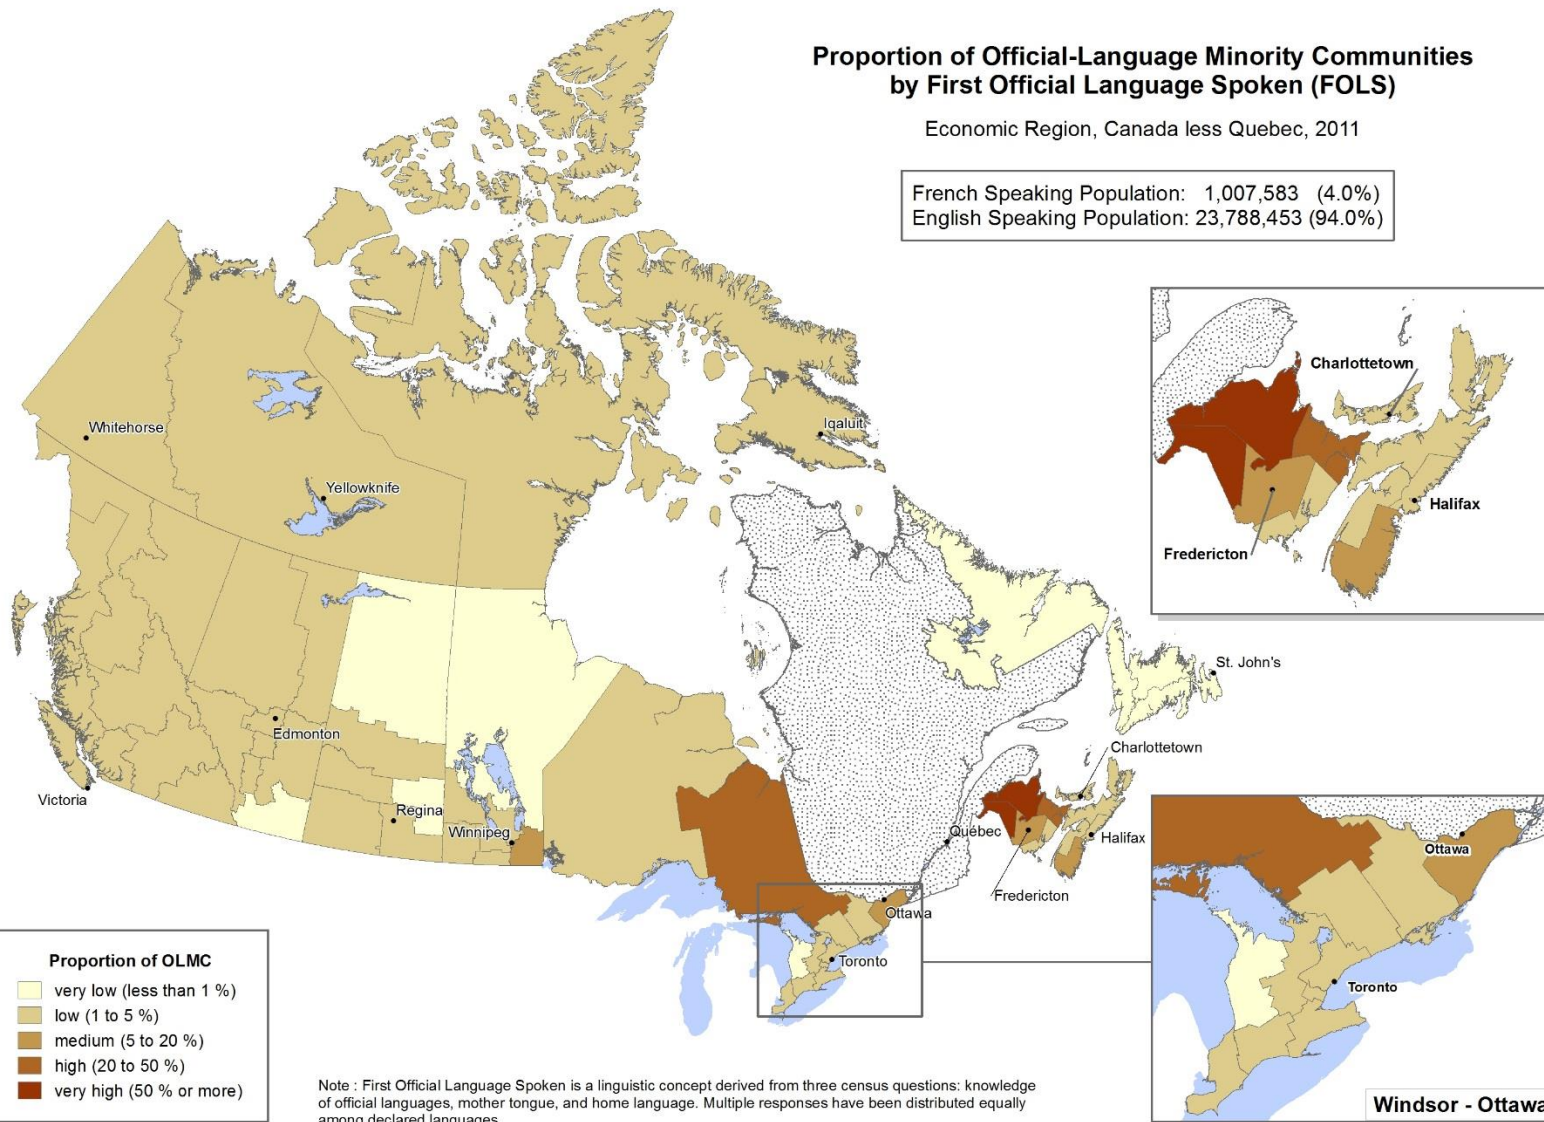 Proportion of Official-Language Minority Communities
by First Official Language Spoken (FOLS)
Economic Region, Canada less Quebec, 2011
French Speaking Population: 1,007,583 (4.0%)
English Speaking Population: 23,788,453 (94.0%)
Charlottetown
Halifax
Fredericton
Whitehorse
Iqaluit
Yellowknife
St. John's
Edmonton
Charlottetown
Victoria
Regina
Winnipeg
Québec
Halifax
Fredericton
Ottawa
Toronto
Ottawa
Toronto
Windsor - Ottawa
Proportion of OLMC
very low (less than 1 %)
low (1 to 5 %)
medium (5 to 20 %)
high (20 to 50 %)
very high (50 % or more)
Note : First Official Language Spoken is a linguistic concept derived from three census questions: knowledge
of official languages, mother tongue, and home language. Multiple responses have been distributed equally
among declared languages